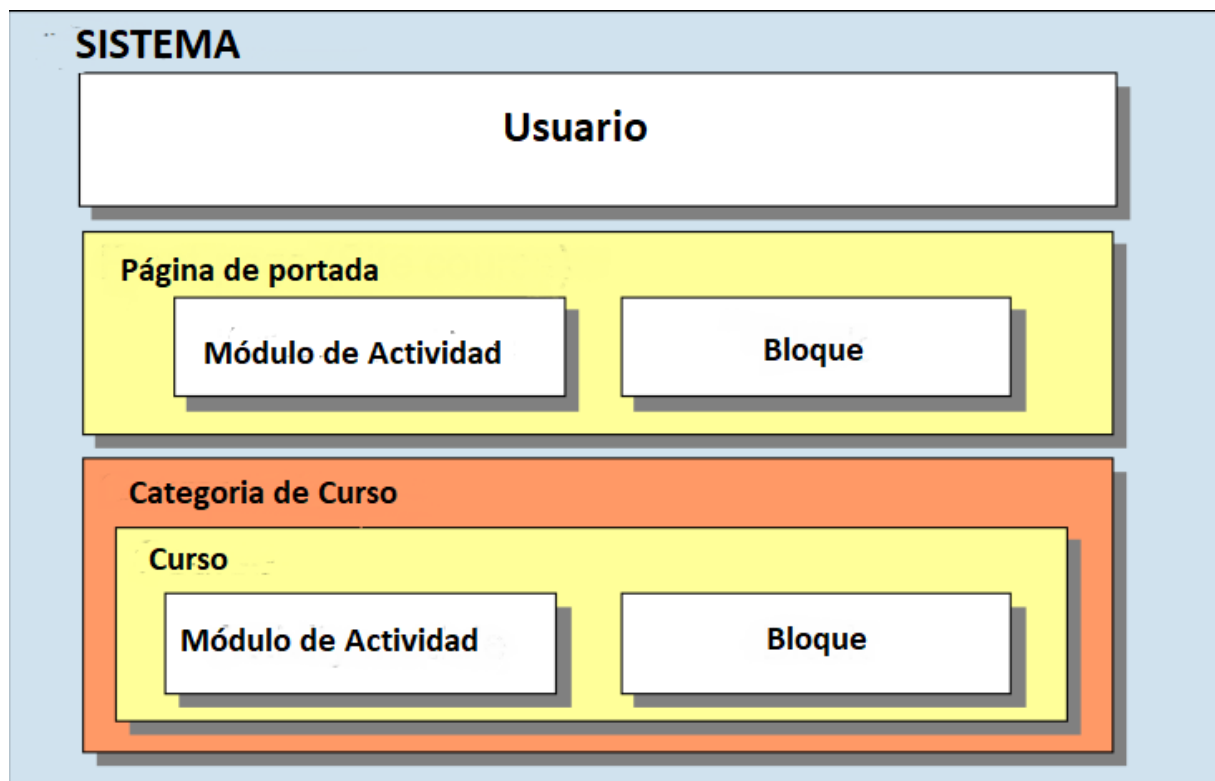 SISTEMA
Usuario
Página de portada
Módulo de Actividad
Bloque
Categoria de Curso
Curso
Módulo de Actividad
Bloque